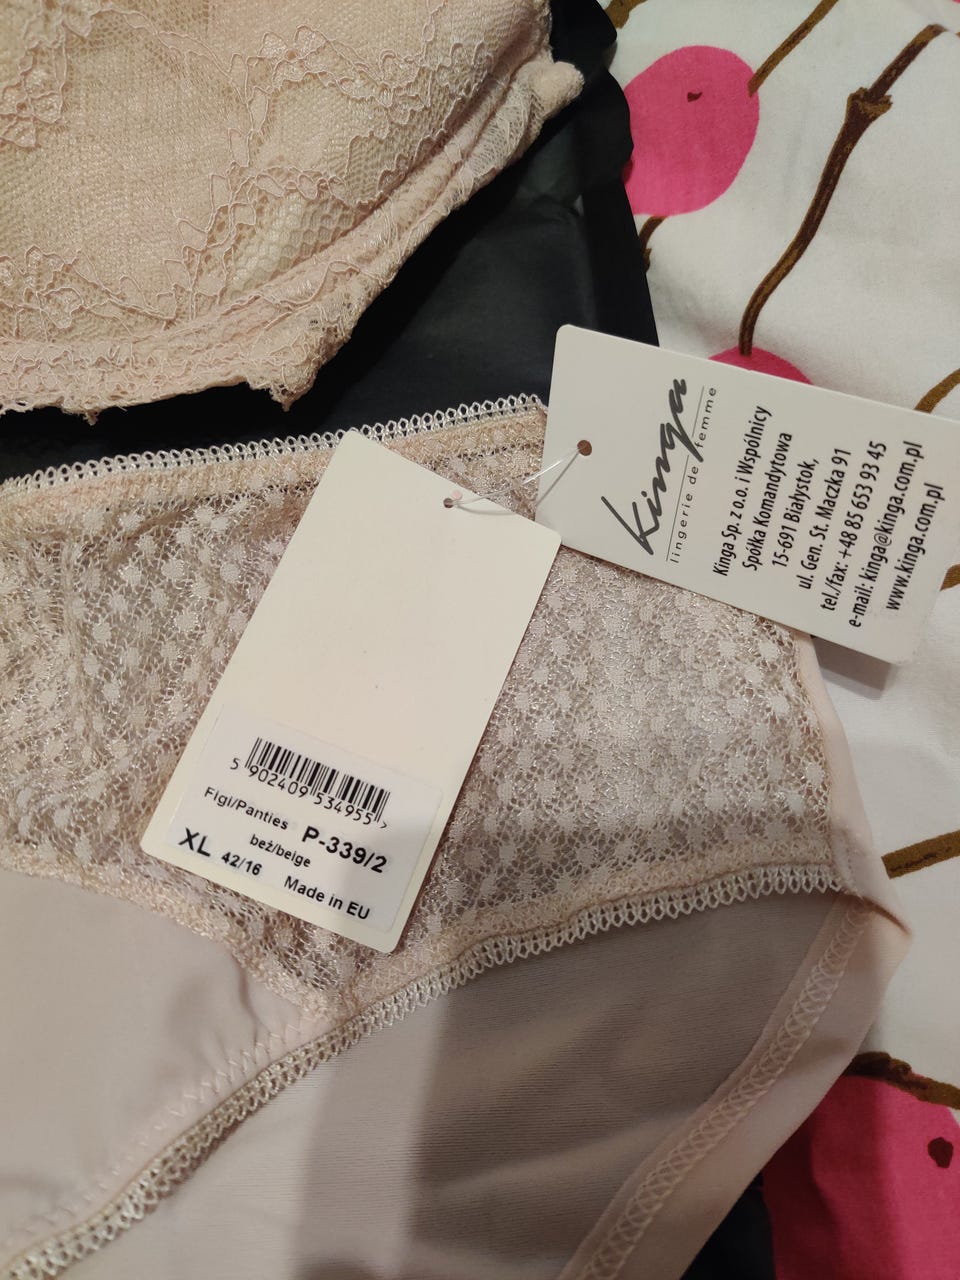 kinga
lingerie de femme
Kinga Sp. z o.o. i Wspólnicy
Spółka Komandytowa
15-691 Białystok,
ul. Gen. St. Maczka 91
tel./fax: +48 85 653 93 45
e-mail: kinga@kinga.com.pl
www.kinga.com.pl
5 902409 534955 >
Figi/Panties P-339/2
beż/beige
XL 42/16
Made in EU